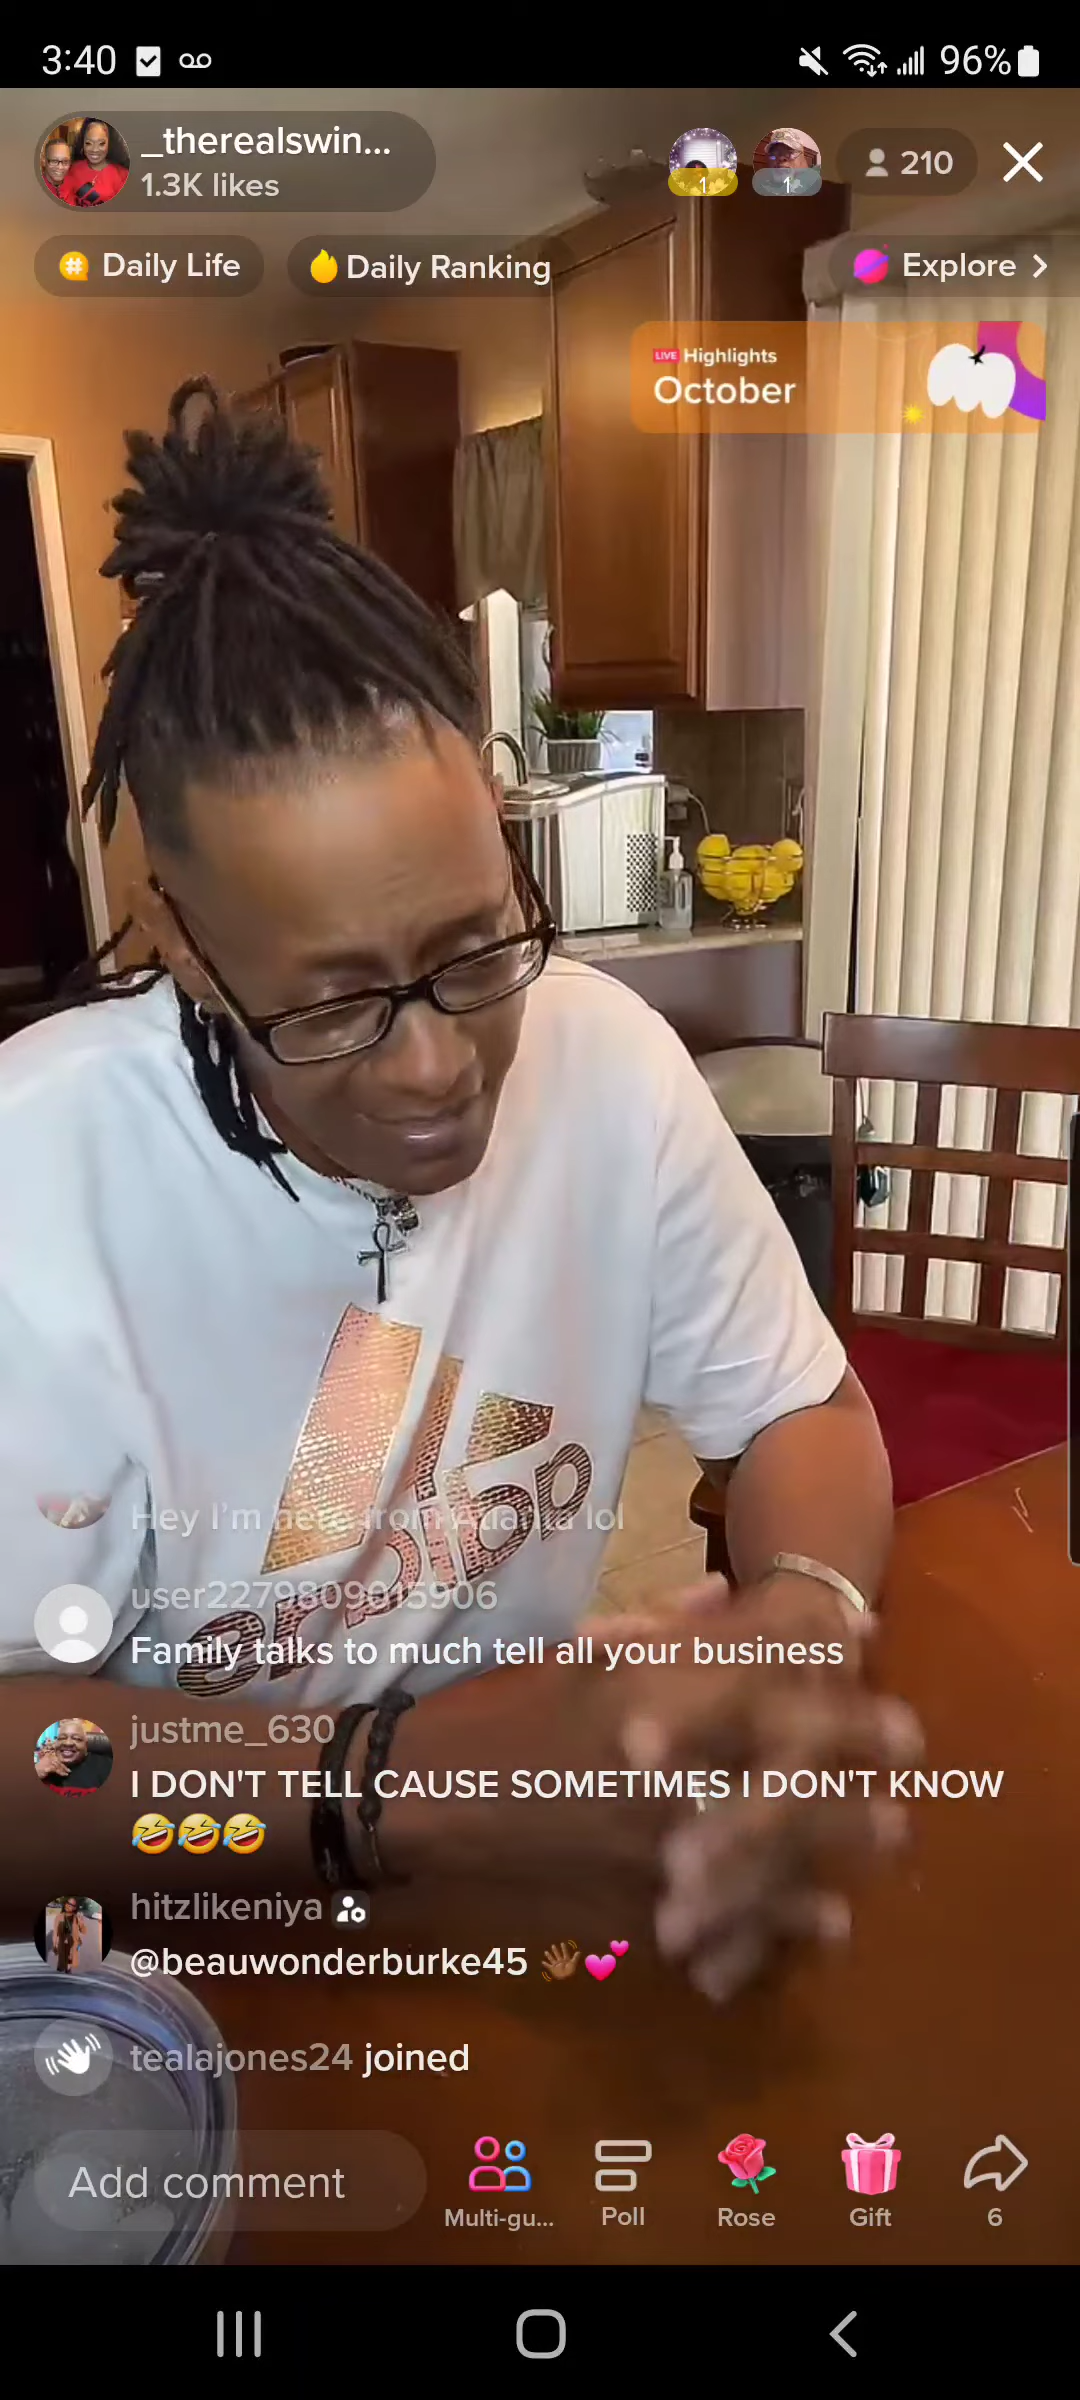 3:40
96%
_therealswin...
1.3K likes
1
1
210
Daily Life
Daily Ranking
Explore >
LIVE Highlights
October
adidas
Hey I'm here from Atlanta lol
user2279809015906
Family talks to much tell all your business
justme_630
I DON'T TELL CAUSE SOMETIMES I DON'T KNOW
🤣🤣🤣
hitzlikeniya
@beauwonderburke45 👋🏾💕
tealajones24 joined
Add comment
Multi-gu...
Poll
Rose
Gift
6